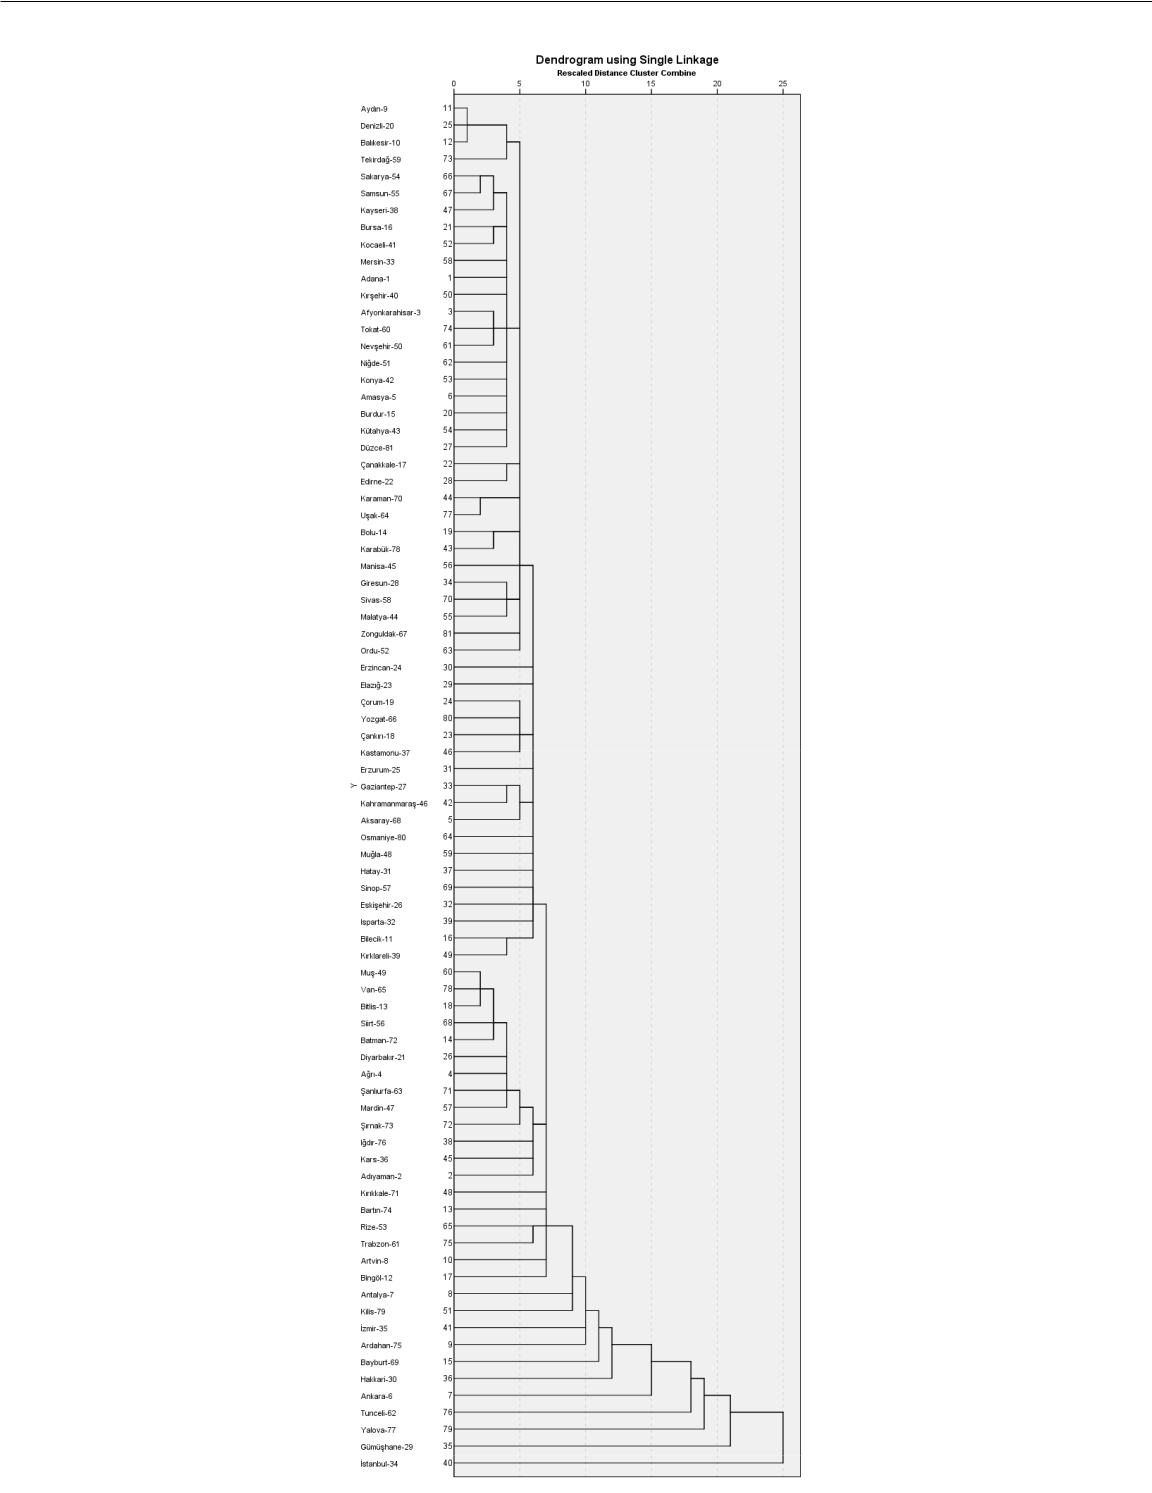 Dendrogram using Single Linkage
Rescaled Distance Cluster Combine
0 5 10 15 20 25
Aydın-9 11
Denizli-20 25
Balıkesir-10 12
Tekirdağ-59 73
Sakarya-54 66
Samsun-55 67
Kayseri-38 47
Bursa-16 21
Kocaeli-41 52
Mersin-33 58
Adana-1 1
Kırşehir-40 50
Afyonkarahisar-3 3
Tokat-60 74
Nevşehir-50 61
Niğde-51 62
Konya-42 53
Amasya-5 6
Burdur-15 20
Kütahya-43 54
Düzce-81 27
Çanakkale-17 22
Edirne-22 28
Karaman-70 44
Uşak-64 77
Bolu-14 19
Karabük-78 43
Manisa-45 56
Giresun-28 34
Sivas-58 70
Malatya-44 55
Zonguldak-67 81
Ordu-52 63
Erzincan-24 30
Elazığ-23 29
Çorum-19 24
Yozgat-66 80
Çankırı-18 23
Kastamonu-37 46
Erzurum-25 31
Y Gaziantep-27 33
Kahramanmaraş-46 42
Aksaray-68 5
Osmaniye-80 64
Muğla-48 59
Hatay-31 37
Sinop-57 69
Eskişehir-26 32
Isparta-32 39
Bilecik-11 16
Kırklareli-39 49
Muş-49 60
Van-65 78
Bitlis-13 18
Siirt-56 68
Batman-72 14
Diyarbakır-21 26
Ağrı-4 4
Şanlıurfa-63 71
Mardin-47 57
Şırnak-73 72
Iğdır-76 38
Kars-36 45
Adıyaman-2 2
Kırıkkale-71 48
Bartın-74 13
Rize-53 65
Trabzon-61 75
Artvin-8 10
Bingöl-12 17
Antalya-7 8
Kilis-79 51
İzmir-35 41
Ardahan-75 9
Bayburt-69 15
Hakkari-30 36
Ankara-6 7
Tunceli-62 76
Yalova-77 79
Gümüşhane-29 35
İstanbul-34 40